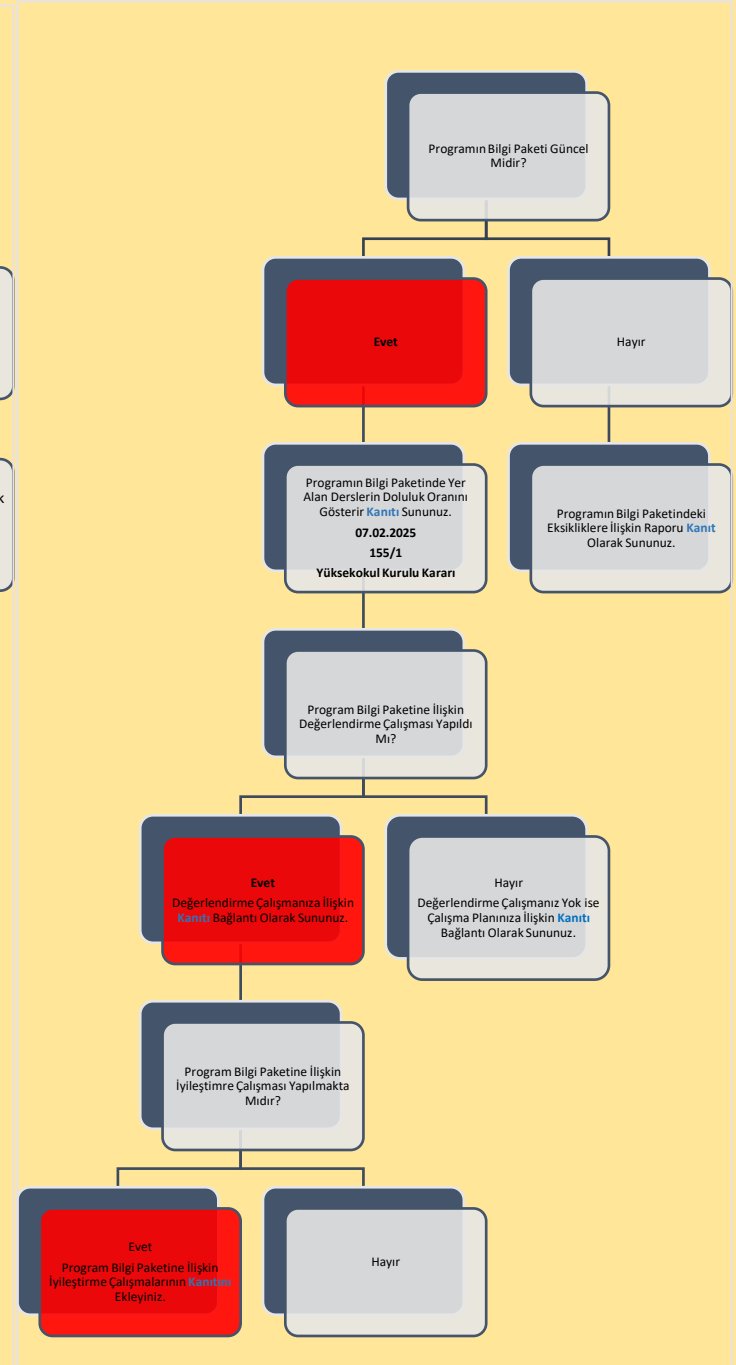 Programın Bilgi Paketi Güncel
Midir?
Evet
Hayır
Programın Bilgi Paketinde Yer
Alan Derslerin Doluluk Oranını
Gösterir Kanıtı Sununuz.
07.02.2025
155/1
Yüksekokul Kurulu Kararı
Programın Bilgi Paketindeki
Eksikliklere İlişkin Raporu Kanıt
Olarak Sununuz.
Program Bilgi Paketine İlişkin
Değerlendirme Çalışması Yapıldı
Mı?
Evet
Değerlendirme Çalışmanıza İlişkin
Kanıtı Bağlantı Olarak Sununuz.
Hayır
Değerlendirme Çalışmanız Yok ise
Çalışma Planınıza İlişkin Kanıtı
Bağlantı Olarak Sununuz.
Program Bilgi Paketine İlişkin
İyileştimre Çalışması Yapılmakta
Mıdır?
Evet
Program Bilgi Paketine İlişkin
İyileştirme Çalışmalarının Kanıtını
Ekleyiniz.
Hayır